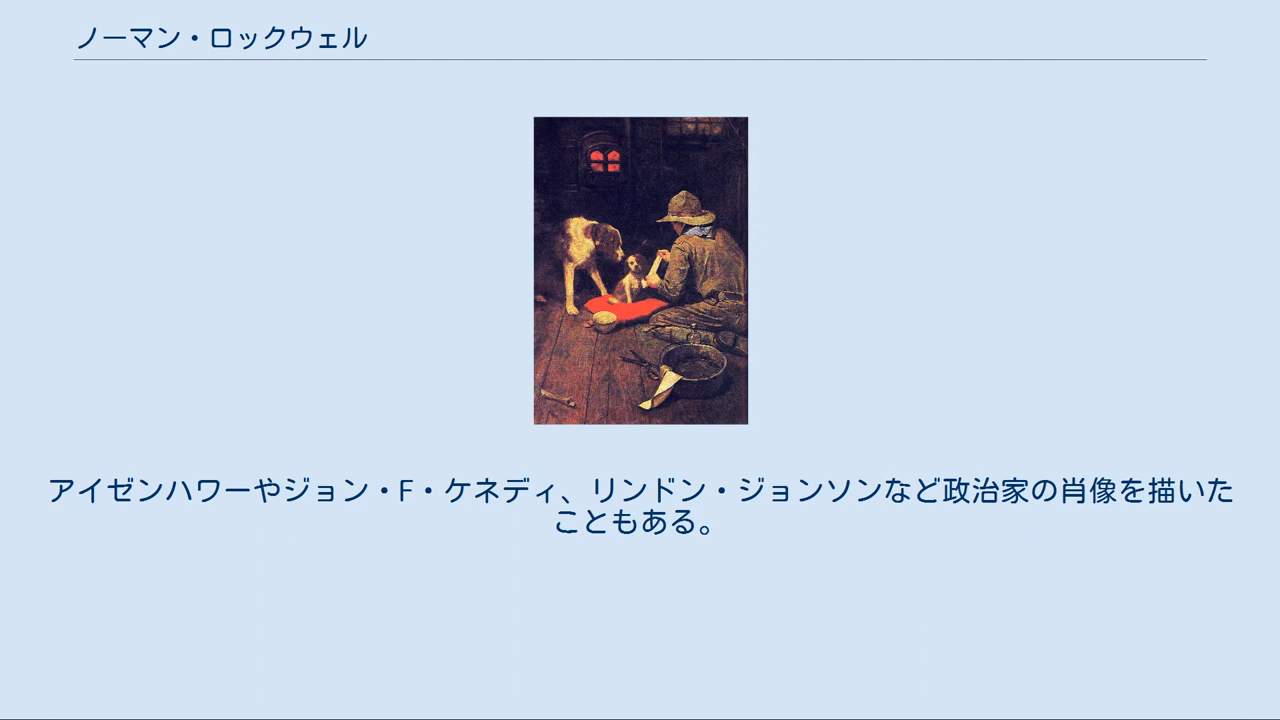 ノーマン・ロックウェル
アイゼンハワーやジョン・F・ケネディ、リンドン・ジョンソンなど政治家の肖像を描いた
こともある。